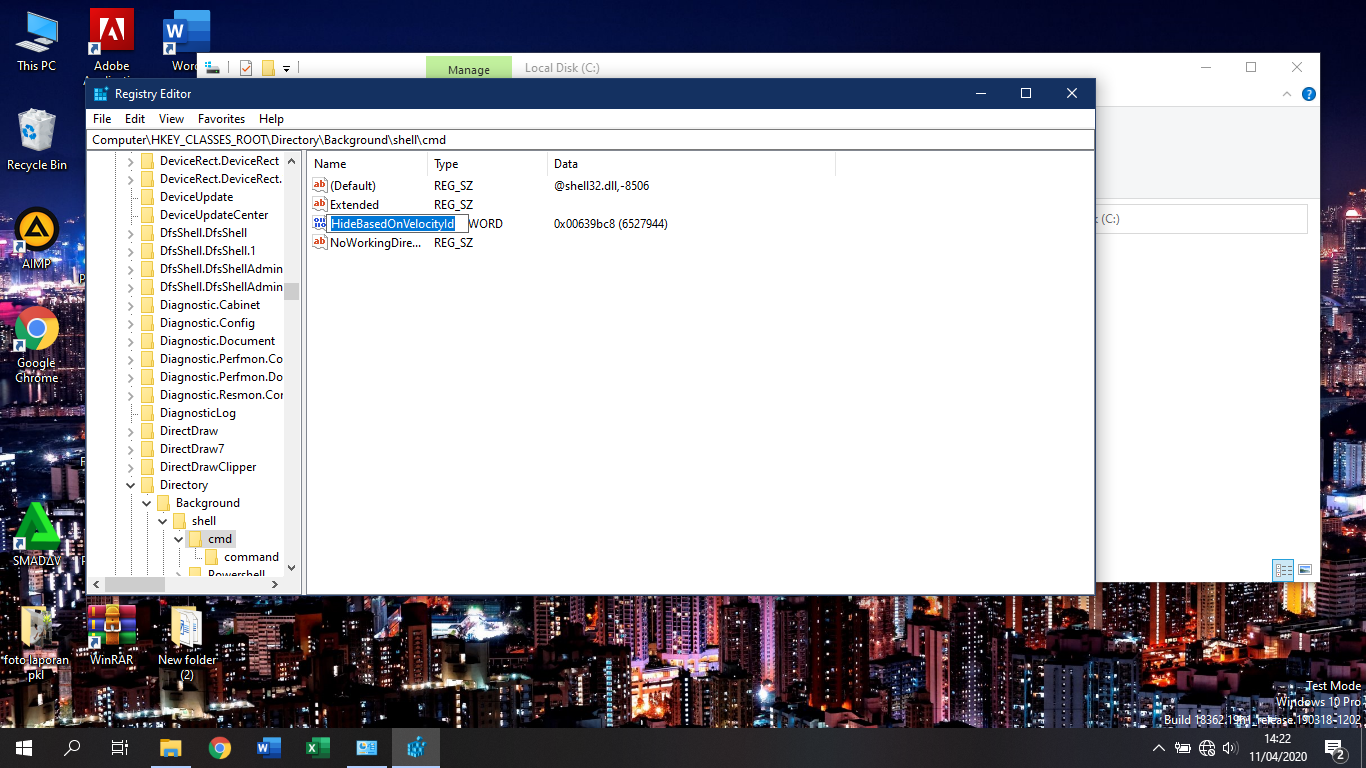 This PC
Adobe
Word
Manage
Local Disk (C:)
Registry Editor
File Edit View Favorites Help
Computer\HKEY_CLASSES_ROOT\Directory\Background\shell\cmd
Name Type Data
(Default) REG_SZ @shell32.dll,-8506
Extended REG_SZ
HideBasedOnVelocityId WORD 0x00639bc8 (6527944)
NoWorkingDire... REG_SZ
DeviceRect.DeviceRect
DeviceRect.DeviceRect.
DeviceUpdate
DeviceUpdateCenter
DfsShell.DfsShell
DfsShell.DfsShell.1
DfsShell.DfsShellAdmin
DfsShell.DfsShellAdmin
Diagnostic.Cabinet
Diagnostic.Config
Diagnostic.Document
Diagnostic.Perfmon.Co
Diagnostic.Perfmon.Do
Diagnostic.Resmon.Cor
DiagnosticLog
DirectDraw
DirectDraw7
DirectDrawClipper
Directory
Background
shell
cmd
command
Powershell
(C:)
Recycle Bin
AIMP
Google
Chrome
SMADAV
foto laporan
pkl
WinRAR
New folder
(2)
Test Mode
Windows 10 Pro
Build 18362.19h1_release.190318-1202
14:22
11/04/2020
2